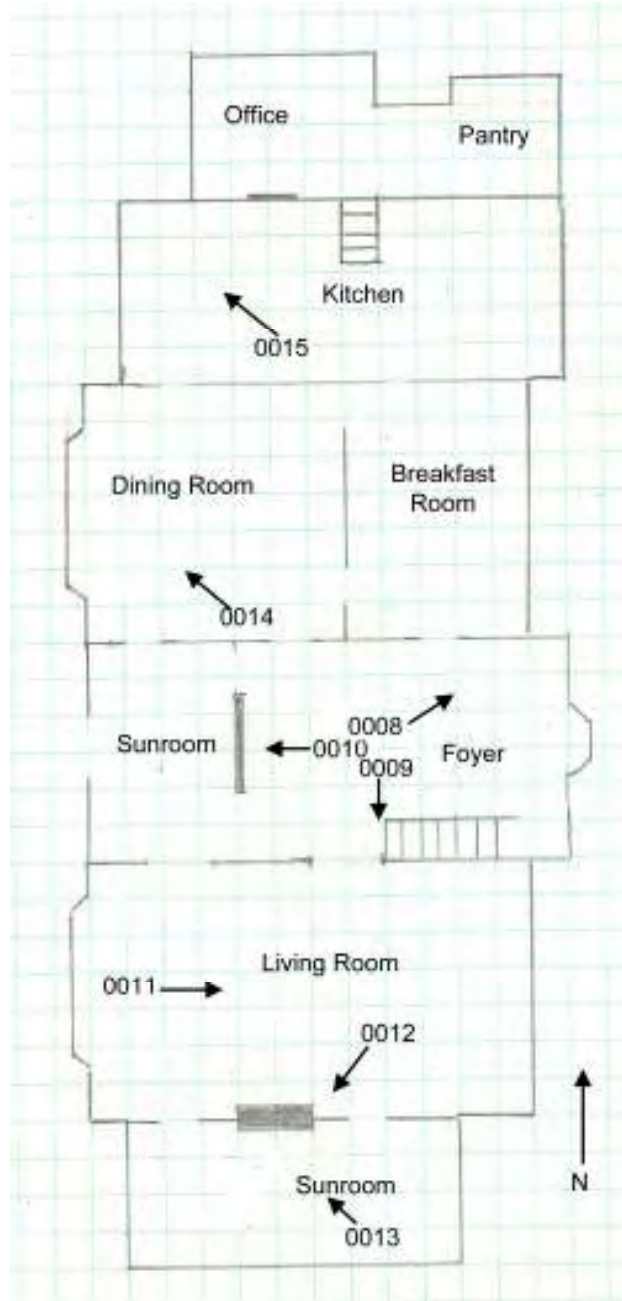 Office
Pantry
Kitchen
0015
Dining Room
Breakfast
Room
0014
0008
Sunroom
0010
Foyer
0009
Living Room
0011
0012
N
Sunroom
0013